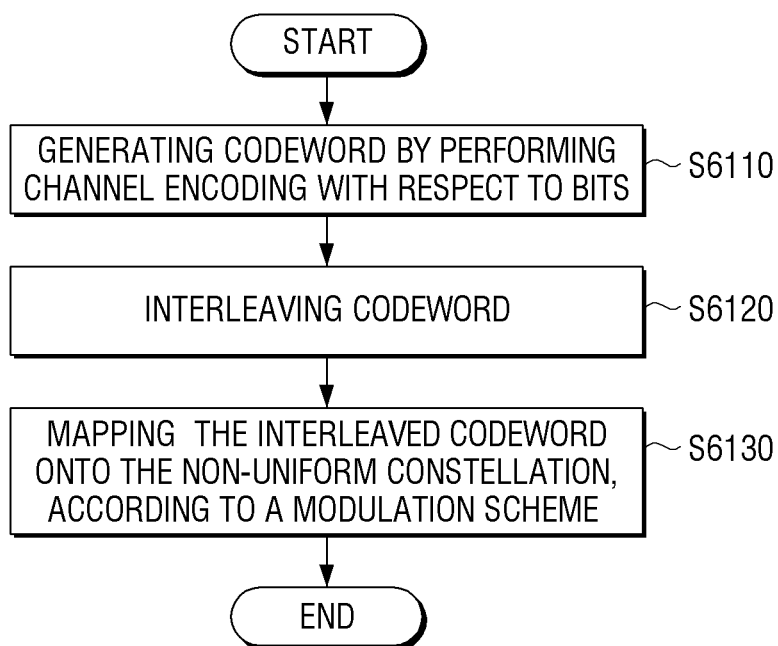 START
GENERATING CODEWORD BY PERFORMING
CHANNEL ENCODING WITH RESPECT TO BITS
S6110
INTERLEAVING CODEWORD
S6120
MAPPING THE INTERLEAVED CODEWORD
ONTO THE NON-UNIFORM CONSTELLATION,
ACCORDING TO A MODULATION SCHEME
S6130
END